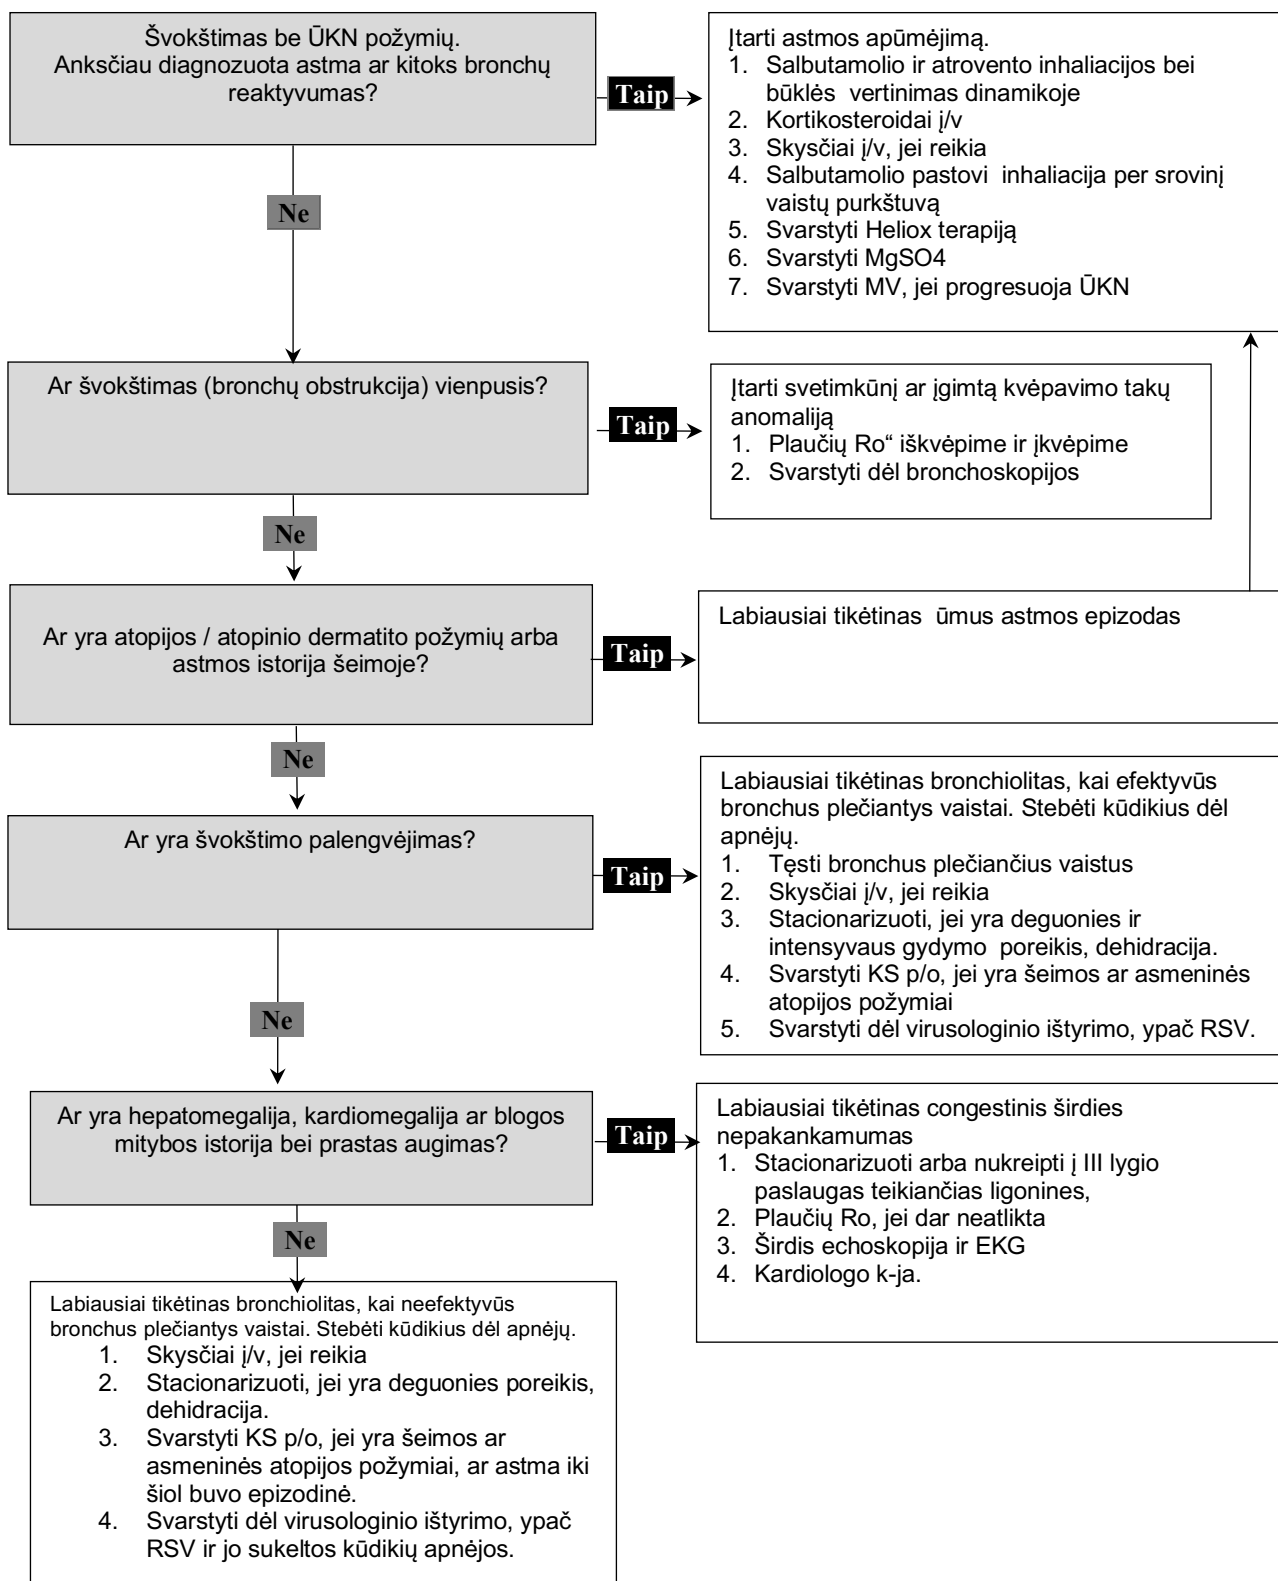 Švokštimas be ŪKN požymių.
Anksčiau diagnozuota astma ar kitoks bronchų
reaktyvumas?
Taip
Įtarti astmos apūmėjimą.
1. Salbutamolio ir atrovento inhaliacijos bei
būklės vertinimas dinamikoje
2. Kortikosteroidai į/v
3. Skysčiai į/v, jei reikia
4. Salbutamolio pastovi inhaliacija per srovinį
vaistų purkštuvą
5. Svarstyti Heliox terapiją
6. Svarstyti MgSO4
7. Svarstyti MV, jei progresuoja ŪKN
Ne
Ar švokštimas (bronchų obstrukcija) vienpusis?
Taip
Įtarti svetimkūnį ar įgimtą kvėpavimo takų
anomaliją
1. Plaučių Ro“ iškvėpime ir įkvėpime
2. Svarstyti dėl bronchoskopijos
Ne
Ar yra atopijos / atopinio dermatito požymių arba
astmos istorija šeimoje?
Taip
Labiausiai tikėtinas ūmus astmos epizodas
Ne
Ar yra švokštimo palengvėjimas?
Taip
Labiausiai tikėtinas bronchiolitas, kai efektyvūs
bronchus plečiantys vaistai. Stebėti kūdikius dėl
apnėjų.
1. Tęsti bronchus plečiančius vaistus
2. Skysčiai į/v, jei reikia
3. Stacionarizuoti, jei yra deguonies ir
intensyvaus gydymo poreikis, dehidracija.
4. Svarstyti KS p/o, jei yra šeimos ar asmeninės
atopijos požymiai
5. Svarstyti dėl virusologinio ištyrimo, ypač RSV.
Ne
Ar yra hepatomegalija, kardiomegalija ar blogos
mitybos istorija bei prastas augimas?
Taip
Labiausiai tikėtinas congestinis širdies
nepakankamumas
1. Stacionarizuoti arba nukreipti į III lygio
paslaugas teikiančias ligonines,
2. Plaučių Ro, jei dar neatlikta
3. Širdis echoskopija ir EKG
4. Kardiologo k-ja.
Ne
Labiausiai tikėtinas bronchiolitas, kai neefektyvūs
bronchus plečiantys vaistai. Stebėti kūdikius dėl apnėjų.
1. Skysčiai į/v, jei reikia
2. Stacionarizuoti, jei yra deguonies poreikis,
dehidracija.
3. Svarstyti KS p/o, jei yra šeimos ar
asmeninės atopijos požymiai, ar astma iki
šiol buvo epizodinė.
4. Svarstyti dėl virusologinio ištyrimo, ypač
RSV ir jo sukeltos kūdikių apnėjos.